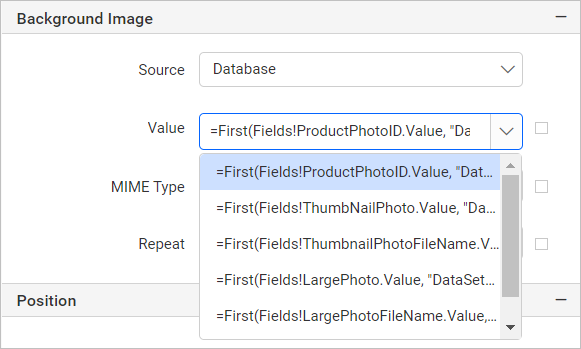 Background Image
Source Database
Value =First(Fields!ProductPhotoID.Value, "Da
=First(Fields!ProductPhotoID.Value, "Dat...
=First(Fields!ThumbNailPhoto.Value, "Da...
MIME Type
=First(Fields!ThumbnailPhotoFileName.V...
Repeat
=First(Fields!LargePhoto.Value, "DataSet...
=First(Fields!LargePhotoFileName.Value,...
Position